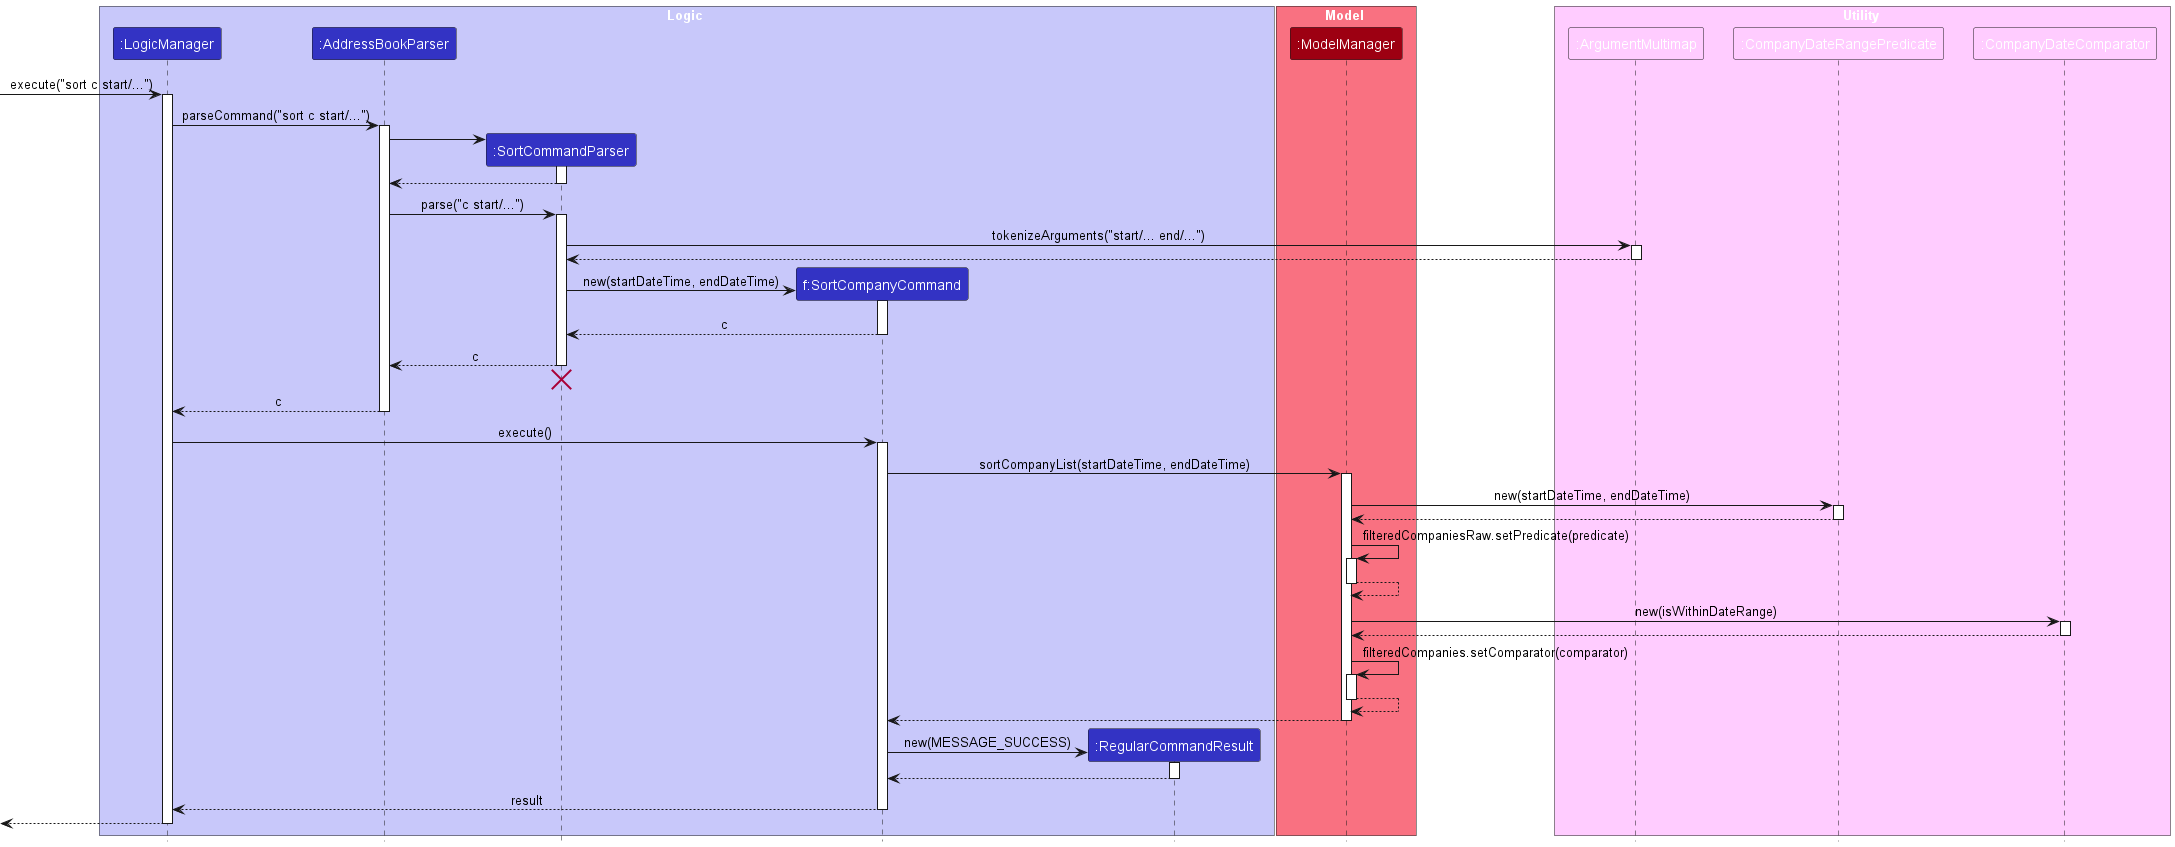 Logic
Model
Utility
:LogicManager
:AddressBookParser
:ModelManager
:ArgumentMultimap
:CompanyDateRangePredicate
:CompanyDateComparator
execute("sort c start/...")
parseCommand("sort c start/...")
:SortCommandParser
parse("c start/...")
tokenizeArguments("start/... end/...")
new(startDateTime, endDateTime)
f:SortCompanyCommand
c
c
c
execute()
sortCompanyList(startDateTime, endDateTime)
new(startDateTime, endDateTime)
filteredCompaniesRaw.setPredicate(predicate)
new(isWithinDateRange)
filteredCompanies.setComparator(comparator)
new(MESSAGE_SUCCESS)
:RegularCommandResult
result